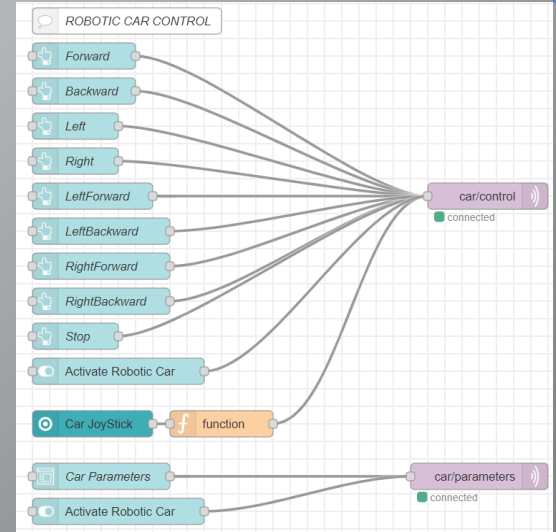 ROBOTIC CAR CONTROL
Forward
Backward
Left
Right
LeftForward
car/control
connected
LeftBackward
RightForward
RightBackward
Stop
Activate Robotic Car
Car JoyStick
function
Car Parameters
car/parameters
connected
Activate Robotic Car